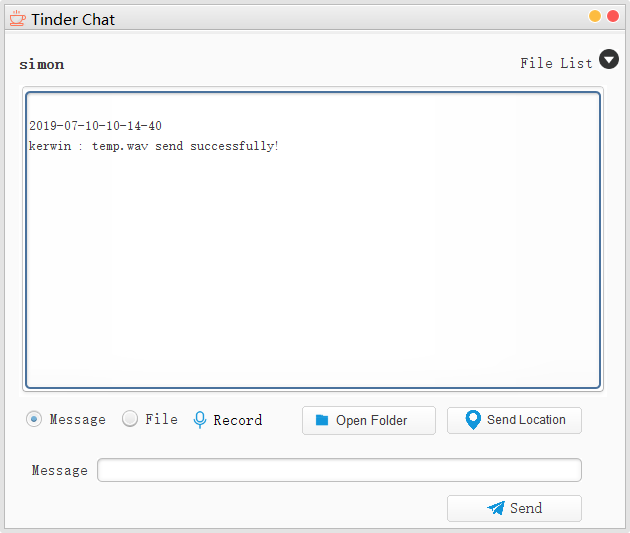 Tinder Chat
simon
File List
2019-07-10-10-14-40
kerwin : temp.wav send successfully!
Message
File
Record
Open Folder
Send Location
Message
Send